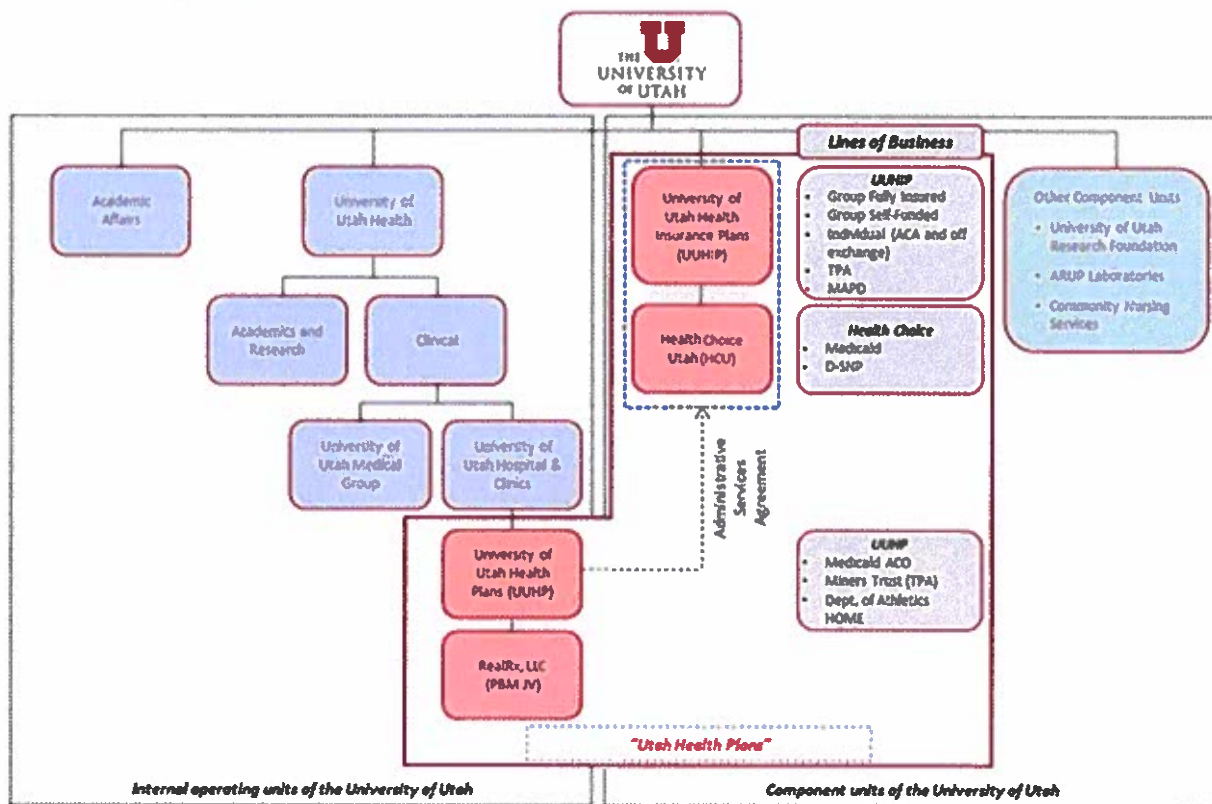 THE U
UNIVERSITY
OF UTAH
Lines of Business
Academic
Affairs
University of
Utah Health
University of
Utah Health
Insurance Plans
(UUHIP)
UUHIP
• Group Fully Insured
• Group Self-Funded
• Individual (ACA and off
exchange)
• TPA
• MAPD
Other Component Units
• University of Utah
Research Foundation
• ARUP Laboratories
• Community Nursing
Services
Academics and
Research
Clinical
Health Choice
Utah (HCU)
Health Choice
• Medicaid
• D-SNP
University of
Utah Medical
Group
University of
Utah Hospital &
Clinics
Administrative
Services
Agreement
University of
Utah Health
Plans (UUHP)
UUHP
• Medicaid ACO
• Miners Trust (TPA)
• Dept. of Athletics
HOME
RealRx, LLC
(PBM JV)
"Utah Health Plans"
Internal operating units of the University of Utah
Component units of the University of Utah